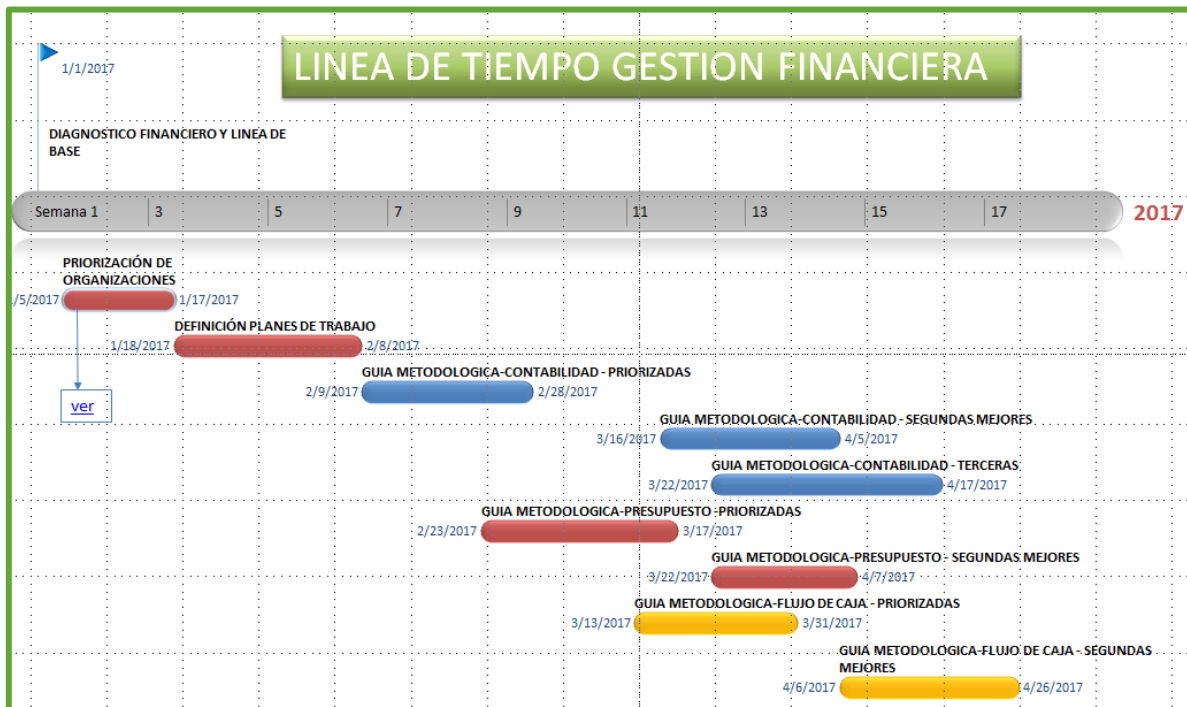 LINEA DE TIEMPO GESTION FINANCIERA
1/1/2017
DIAGNOSTICO FINANCIERO Y LINEA DE
BASE
Semana 1 3 5 7 9 11 13 15 17 2017
PRIORIZACIÓN DE
ORGANIZACIONES
/5/2017 1/17/2017
DEFINICIÓN PLANES DE TRABAJO
1/18/2017 2/8/2017
GUIA METODOLOGICA-CONTABILIDAD - PRIORIZADAS
2/9/2017 2/28/2017
ver
GUIA METODOLOGICA-CONTABILIDAD - SEGUNDAS MEJORES
3/16/2017 4/5/2017
GUIA METODOLOGICA-CONTABILIDAD - TERCERAS
3/22/2017 4/17/2017
GUIA METODOLOGICA-PRESUPUESTO -PRIORIZADAS
2/23/2017 3/17/2017
GUIA METODOLOGICA-PRESUPUESTO - SEGUNDAS MEJORES
3/22/2017 4/7/2017
GUIA METODOLOGICA-FLUJO DE CAJA - PRIORIZADAS
3/13/2017 3/31/2017
GUIA METODOLOGICA-FLUJO DE CAJA - SEGUNDAS
MEJORES
4/6/2017 4/26/2017